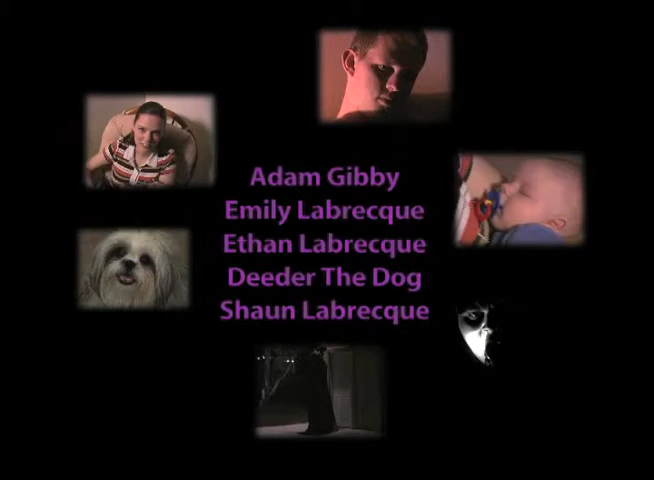 Adam Gibby
Emily Labrecque
Ethan Labrecque
Deeder The Dog
Shaun Labrecque